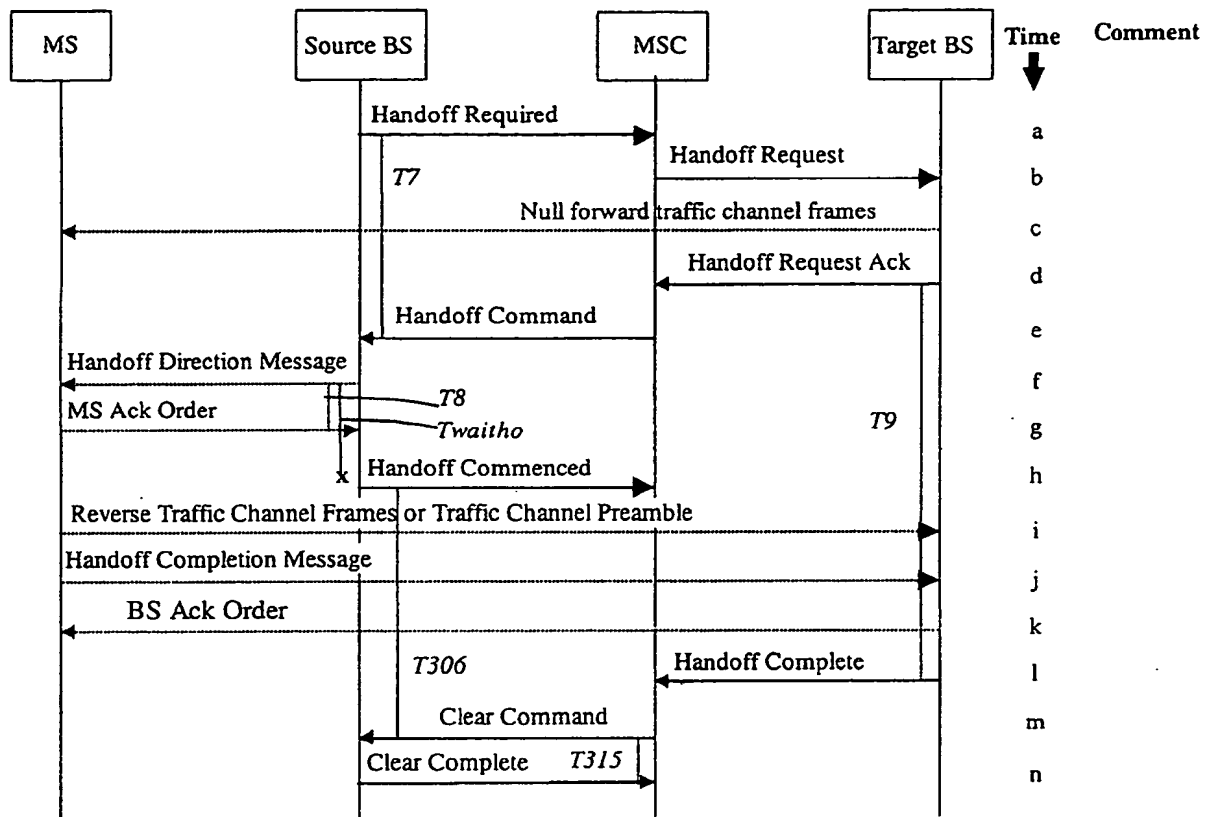 MS Source BS MSC Target BS Time Comment
Handoff Required a
Handoff Request b
T7
Null forward traffic channel frames c
Handoff Request Ack d
Handoff Command e
Handoff Direction Message f
T8
MS Ack Order T9 g
Twaitho
x Handoff Commenced h
Reverse Traffic Channel Frames or Traffic Channel Preamble i
Handoff Completion Message j
BS Ack Order k
T306 Handoff Complete l
Clear Command m
Clear Complete T315 n